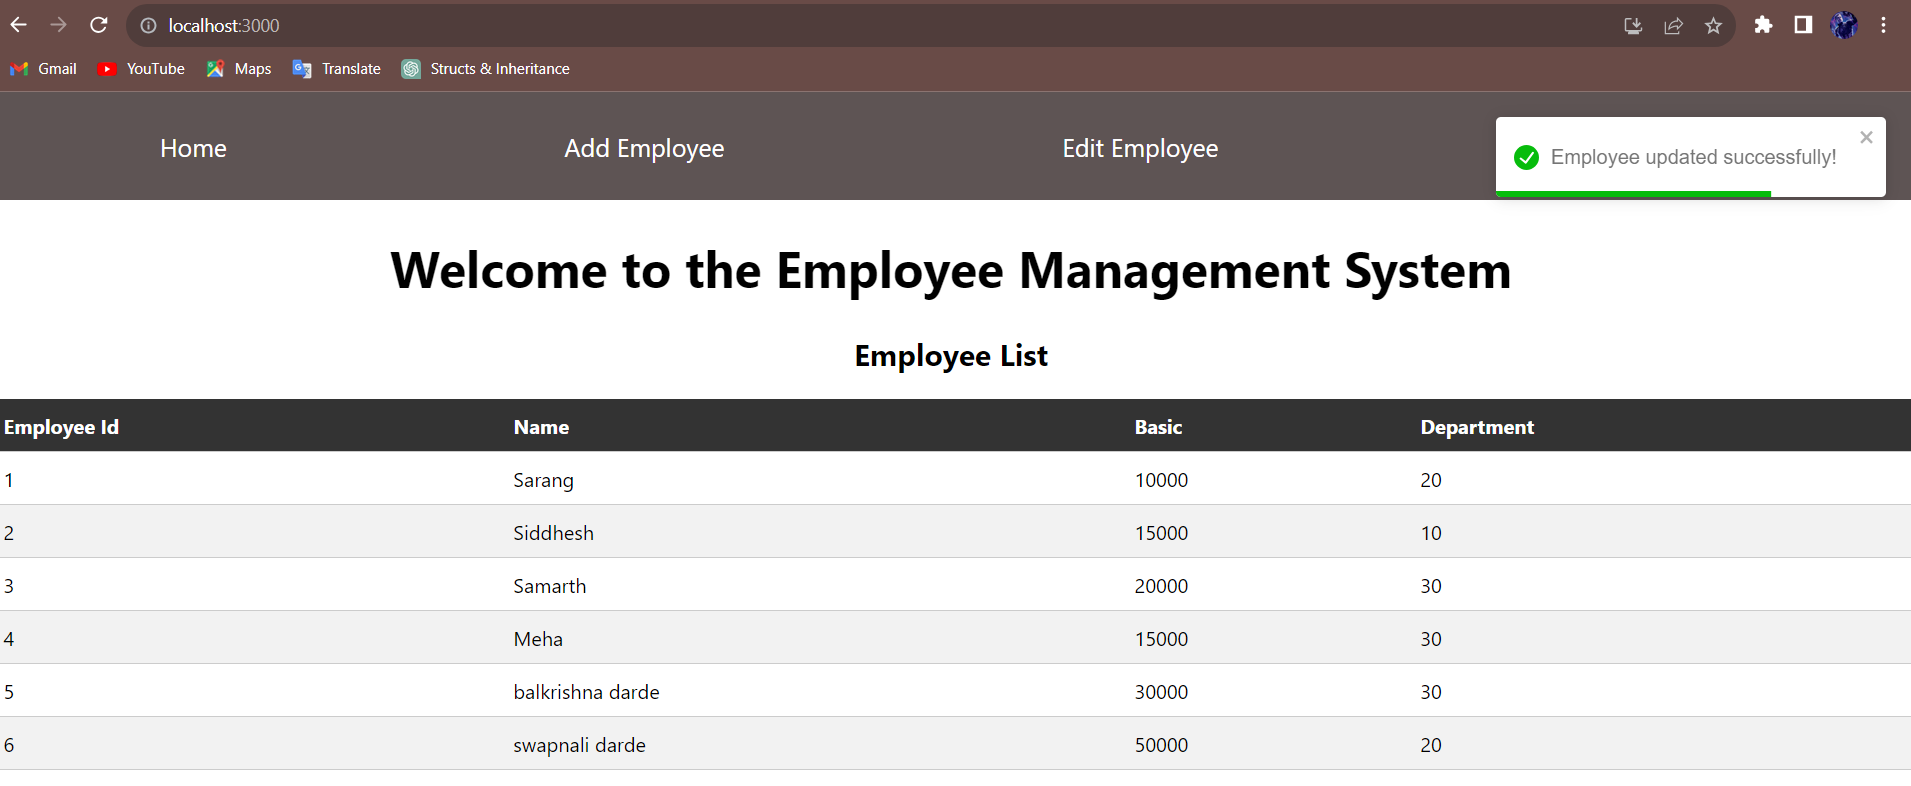 localhost:3000
Gmail YouTube Maps Translate Structs & Inheritance
Home Add Employee Edit Employee
Employee updated successfully!
Welcome to the Employee Management System
Employee List
Employee Id Name Basic Department
1 Sarang 10000 20
2 Siddhesh 15000 10
3 Samarth 20000 30
4 Meha 15000 30
5 balkrishna darde 30000 30
6 swapnali darde 50000 20